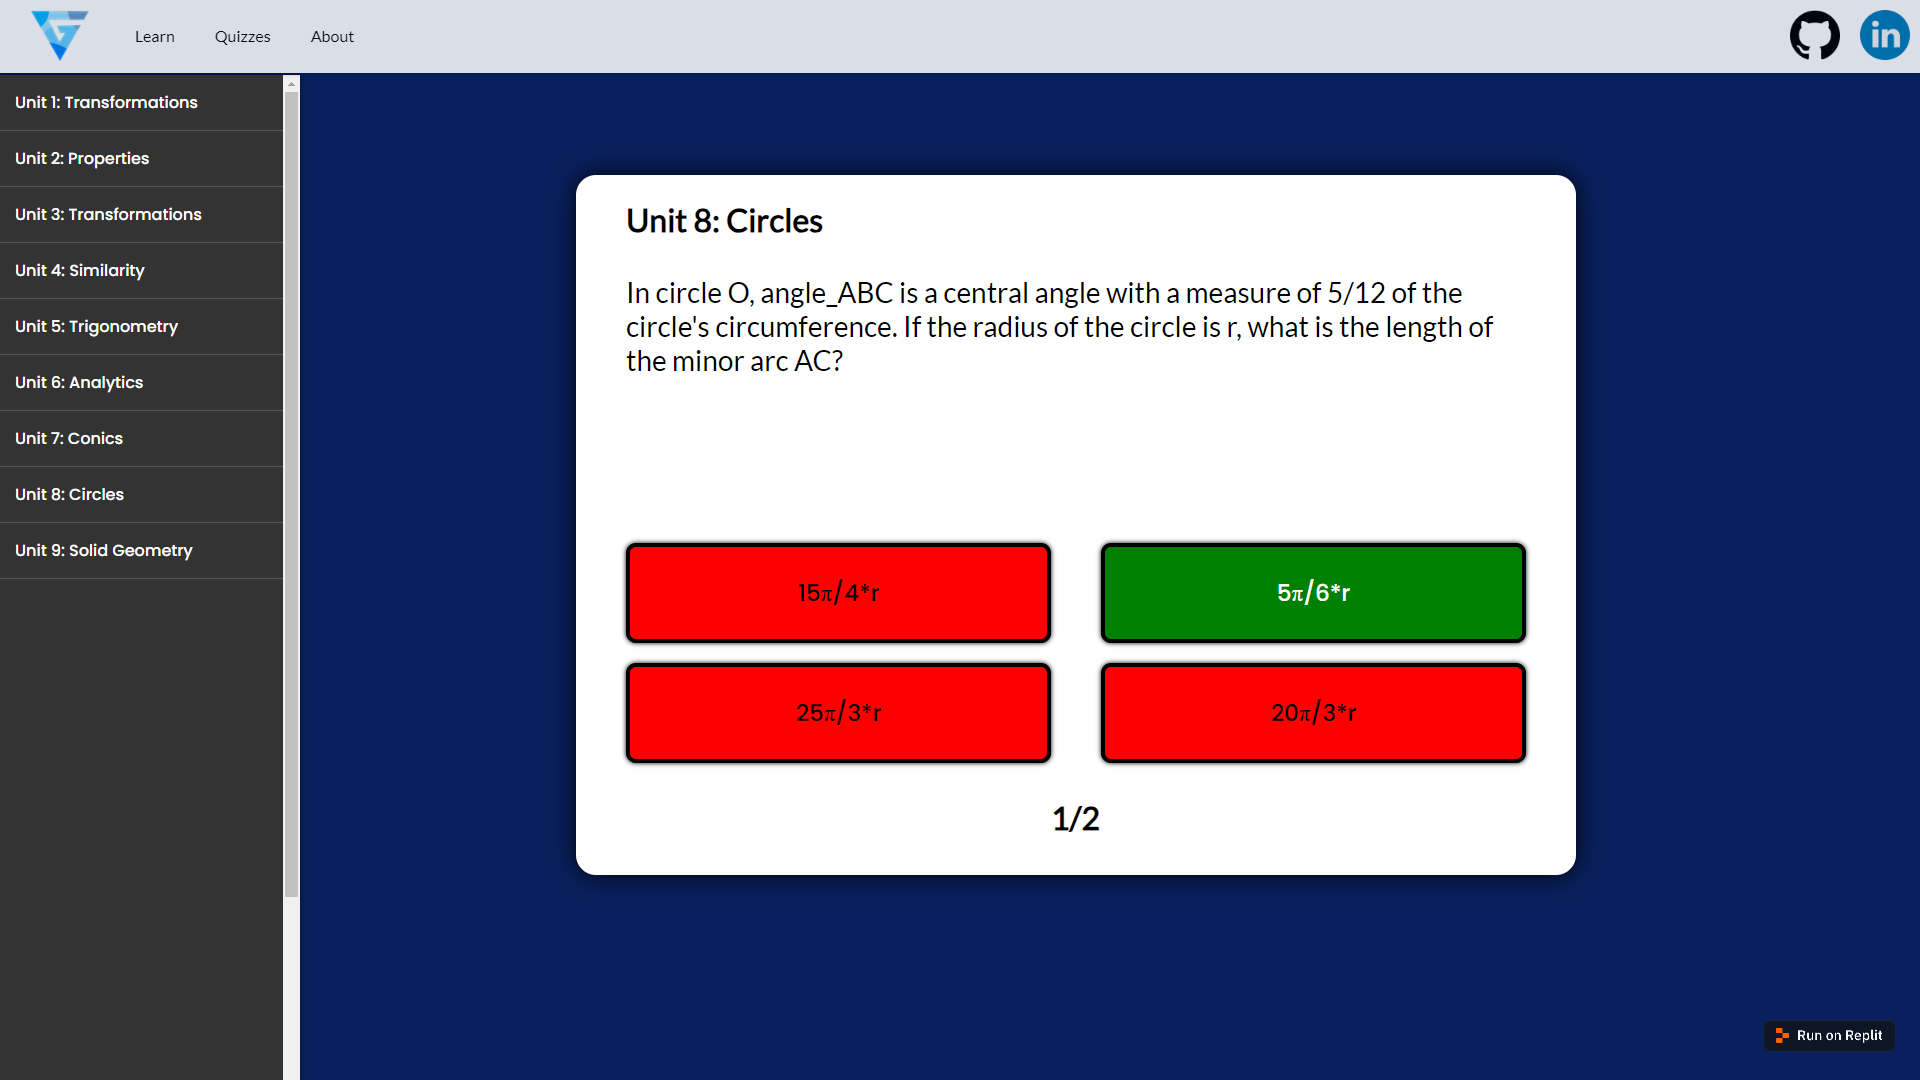 Learn
Quizzes
About
in
Unit 1: Transformations
Unit 2: Properties
Unit 3: Transformations
Unit 4: Similarity
Unit 5: Trigonometry
Unit 6: Analytics
Unit 7: Conics
Unit 8: Circles
Unit 9: Solid Geometry
Unit 8: Circles
In circle O, angle_ABC is a central angle with a measure of 5/12 of the
circle's circumference. If the radius of the circle is r, what is the length of
the minor arc AC?
15π/4*r
5π/6*r
25π/3*r
20π/3*r
1/2
Run on Replit